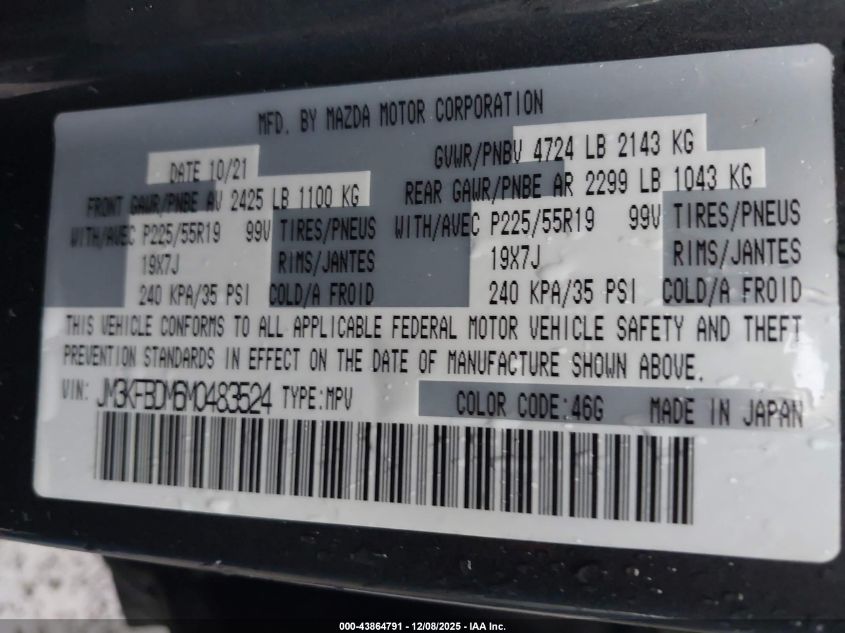 MFD. BY MAZDA MOTOR CORPORATION
DATE 10/21 GVWR/PNBV 4724 LB 2143 KG
FRONT GAWR/PNBE AV 2425 LB 1100 KG REAR GAWR/PNBE AR 2299 LB 1043 KG
WITH/AVEC P225/55R19 99V TIRES/PNEUS WITH/AVEC P225/55R19 99V TIRES/PNEUS
19X7J RIMS/JANTES 19X7J RIMS/JANTES
240 KPA/35 PSI COLD/A FROID 240 KPA/35 PSI COLD/A FROID
THIS VEHICLE CONFORMS TO ALL APPLICABLE FEDERAL MOTOR VEHICLE SAFETY AND THEFT
PREVENTION STANDARDS IN EFFECT ON THE DATE OF MANUFACTURE SHOWN ABOVE.
VIN: JM3KFBDM6M0483524 TYPE:MPV COLOR CODE:46G MADE IN JAPAN
000-43864791 - 12/08/2025 - IAA Inc.